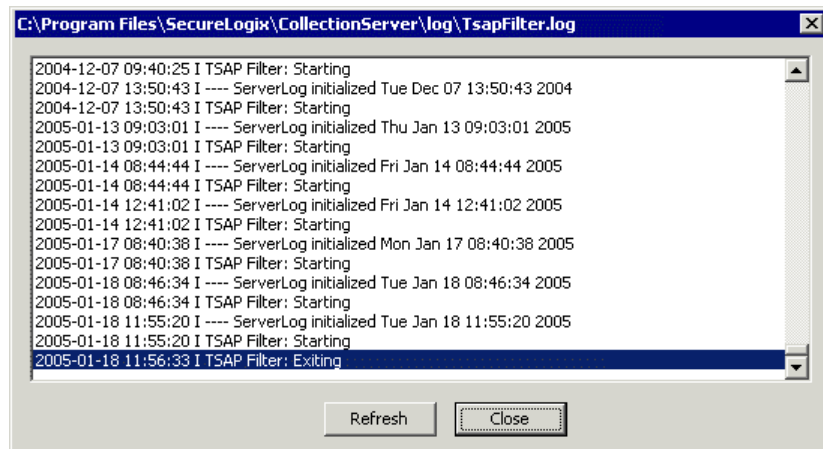 C:\Program Files\SecureLogix\CollectionServer\log\TsapFilter.log
2004-12-07 09:40:25 I TSAP Filter: Starting
2004-12-07 13:50:43 I ---- ServerLog initialized Tue Dec 07 13:50:43 2004
2004-12-07 13:50:43 I TSAP Filter: Starting
2005-01-13 09:03:01 I ---- ServerLog initialized Thu Jan 13 09:03:01 2005
2005-01-13 09:03:01 I TSAP Filter: Starting
2005-01-14 08:44:44 I ---- ServerLog initialized Fri Jan 14 08:44:44 2005
2005-01-14 08:44:44 I TSAP Filter: Starting
2005-01-14 12:41:02 I ---- ServerLog initialized Fri Jan 14 12:41:02 2005
2005-01-14 12:41:02 I TSAP Filter: Starting
2005-01-17 08:40:38 I ---- ServerLog initialized Mon Jan 17 08:40:38 2005
2005-01-17 08:40:38 I TSAP Filter: Starting
2005-01-18 08:46:34 I ---- ServerLog initialized Tue Jan 18 08:46:34 2005
2005-01-18 08:46:34 I TSAP Filter: Starting
2005-01-18 11:55:20 I ---- ServerLog initialized Tue Jan 18 11:55:20 2005
2005-01-18 11:55:20 I TSAP Filter: Starting
2005-01-18 11:56:33 I TSAP Filter: Exiting
Refresh Close